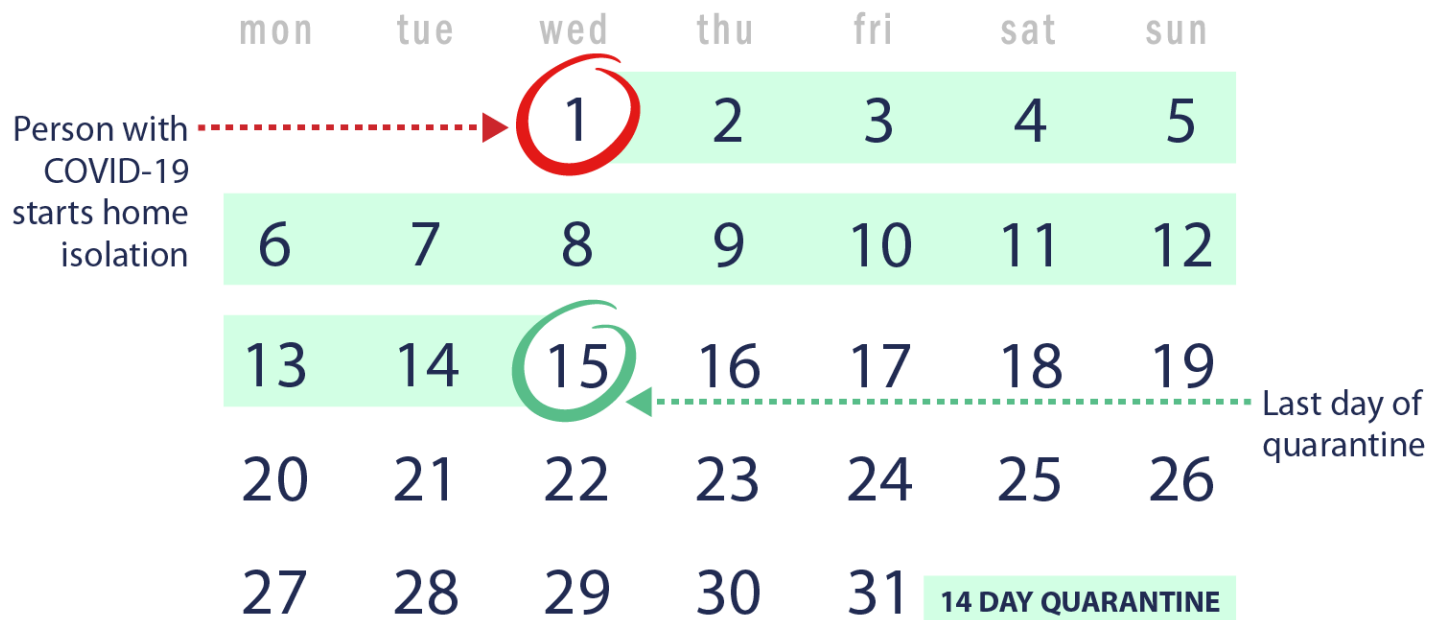 mon tue wed thu fri sat sun
1 2 3 4 5
Person with
COVID-19
starts home
isolation
6 7 8 9 10 11 12
13 14 15 16 17 18 19
Last day of
quarantine
20 21 22 23 24 25 26
27 28 29 30 31
14 DAY QUARANTINE